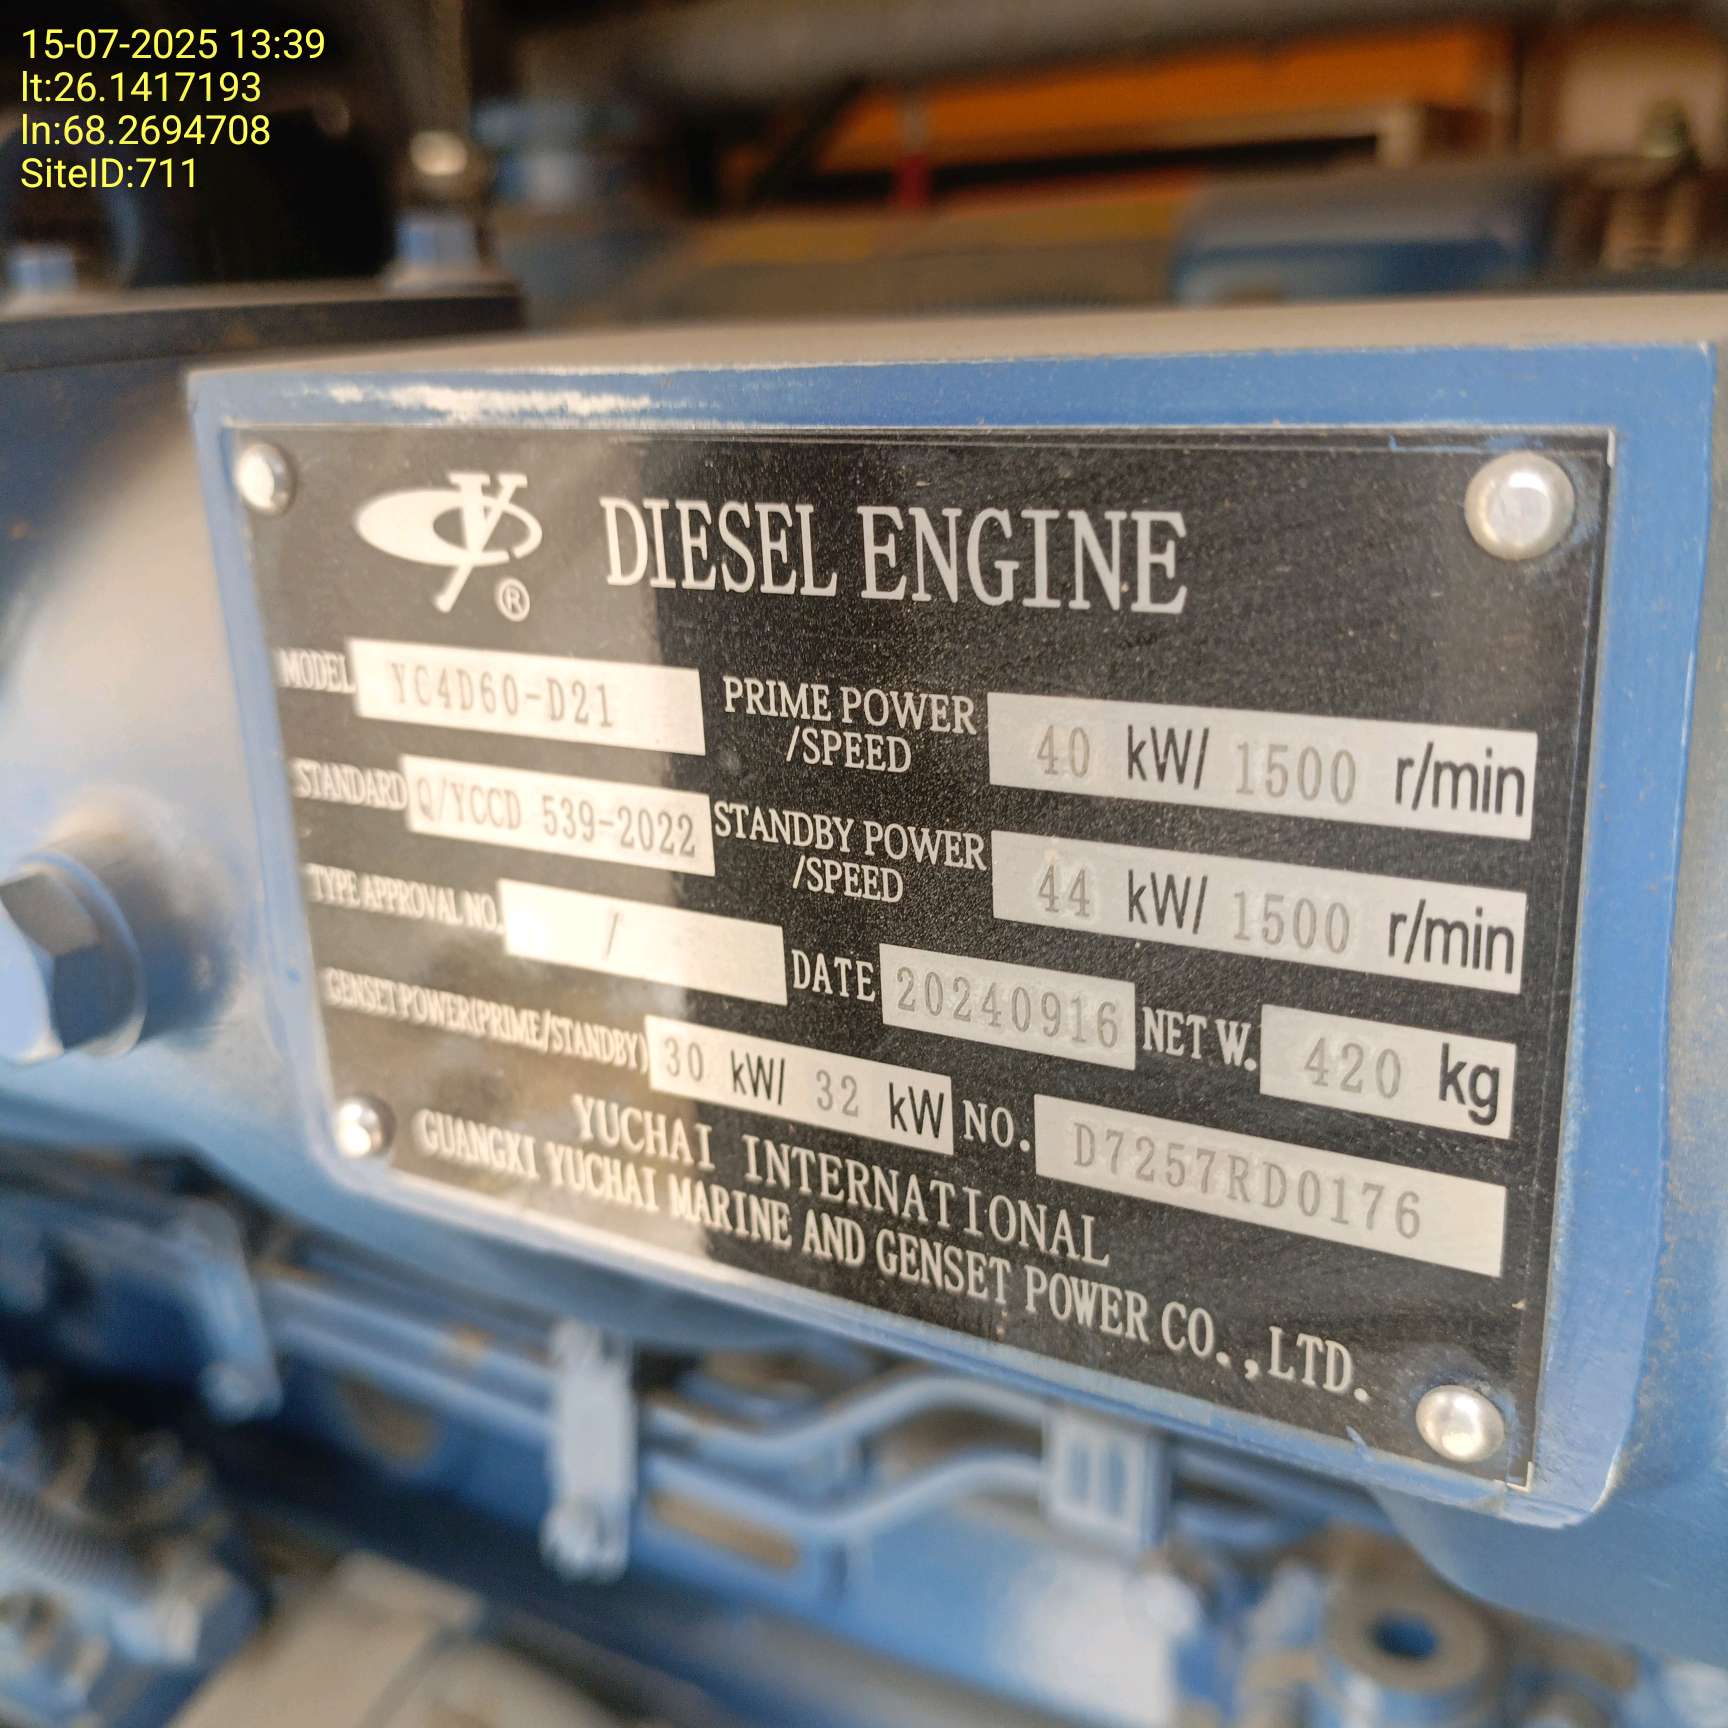 15-07-2025 13:39
lt:26.1417193
ln:68.2694708
SiteID:711
Y ® DIESEL ENGINE
MODEL YC4D60-D21
PRIME POWER /SPEED 40 kW/ 1500 r/min
STANDARD Q/YCCD 539-2022
STANDBY POWER /SPEED 44 kW/ 1500 r/min
TYPE APPROVAL NO. /
DATE 20240916 NET W. 420 kg
GENSET POWER(PRIME/STANDBY) 30 kW/ 32 kW NO. D7257RD0176
YUCHAI INTERNATIONAL
GUANGXI YUCHAI MARINE AND GENSET POWER CO.,LTD.